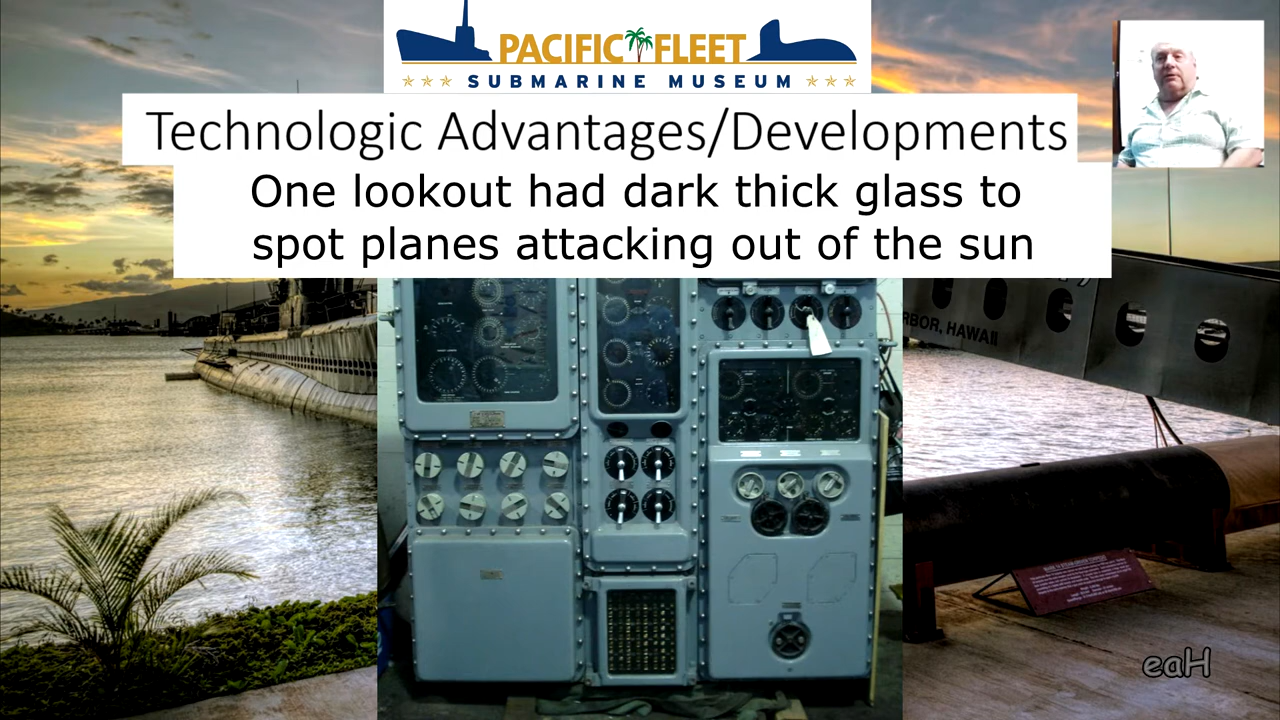 PACIFIC FLEET
SUBMARINE MUSEUM
Technologic Advantages/Developments
One lookout had dark thick glass to
spot planes attacking out of the sun
RBOR, HAWAII
eaH